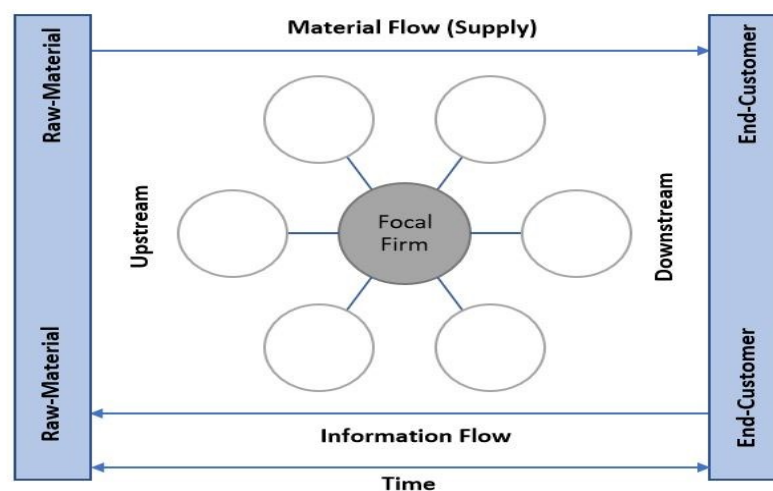 Material Flow (Supply)
Raw-Material
End-Customer
Upstream
Focal
Firm
Downstream
Raw-Material
End-Customer
Information Flow
Time